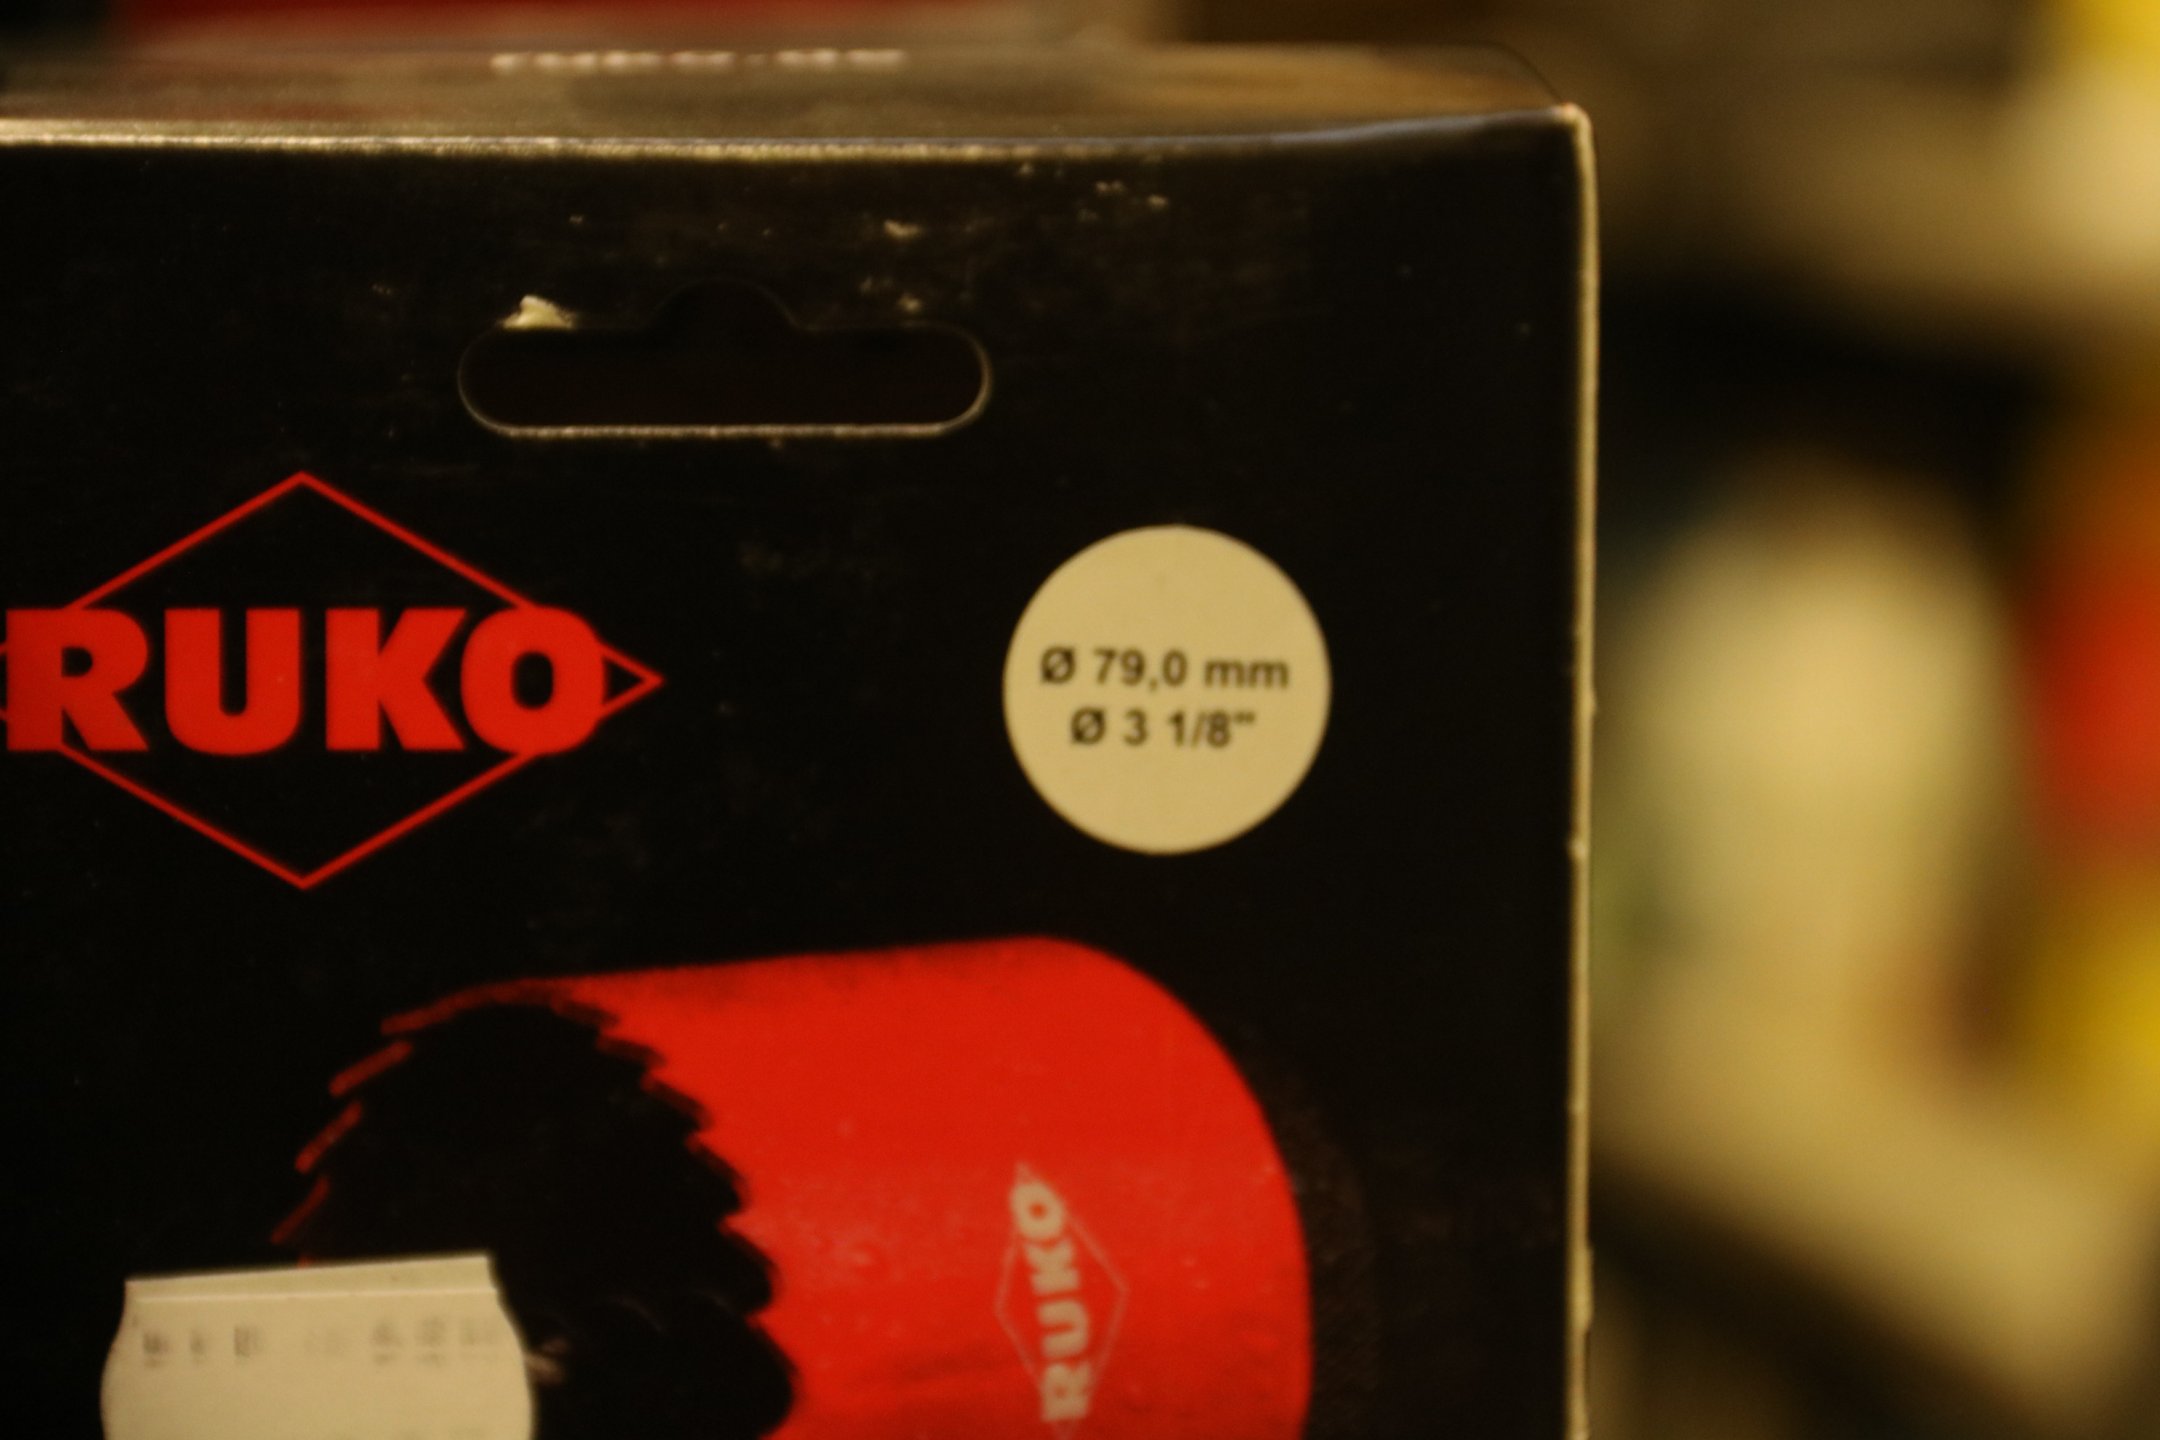 RUKO
Ø 79,0 mm
Ø 3 1/8"
RUKO